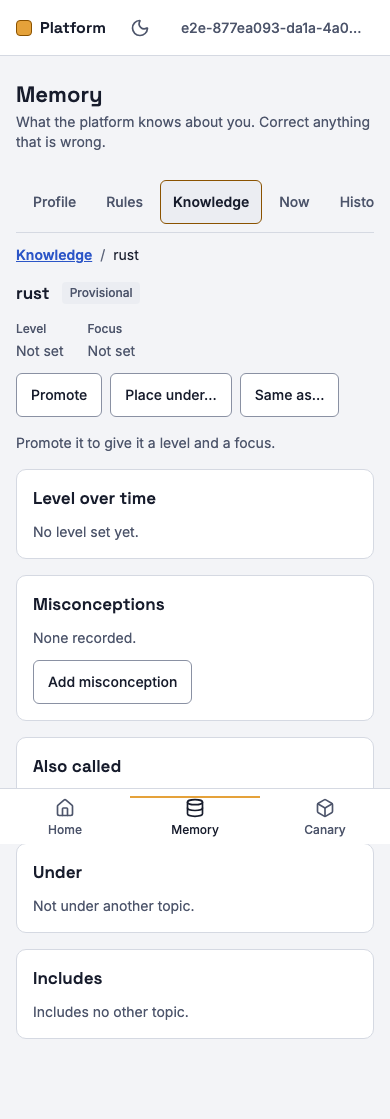 Platform
e2e-877ea093-da1a-4a0...
Memory
What the platform knows about you. Correct anything
that is wrong.
Profile Rules Knowledge Now Histo
Knowledge / rust
rust Provisional
Level Focus
Not set Not set
Promote Place under... Same as...
Promote it to give it a level and a focus.
Level over time
No level set yet.
Misconceptions
None recorded.
Add misconception
Also called
Home Memory Canary
Under
Not under another topic.
Includes
Includes no other topic.